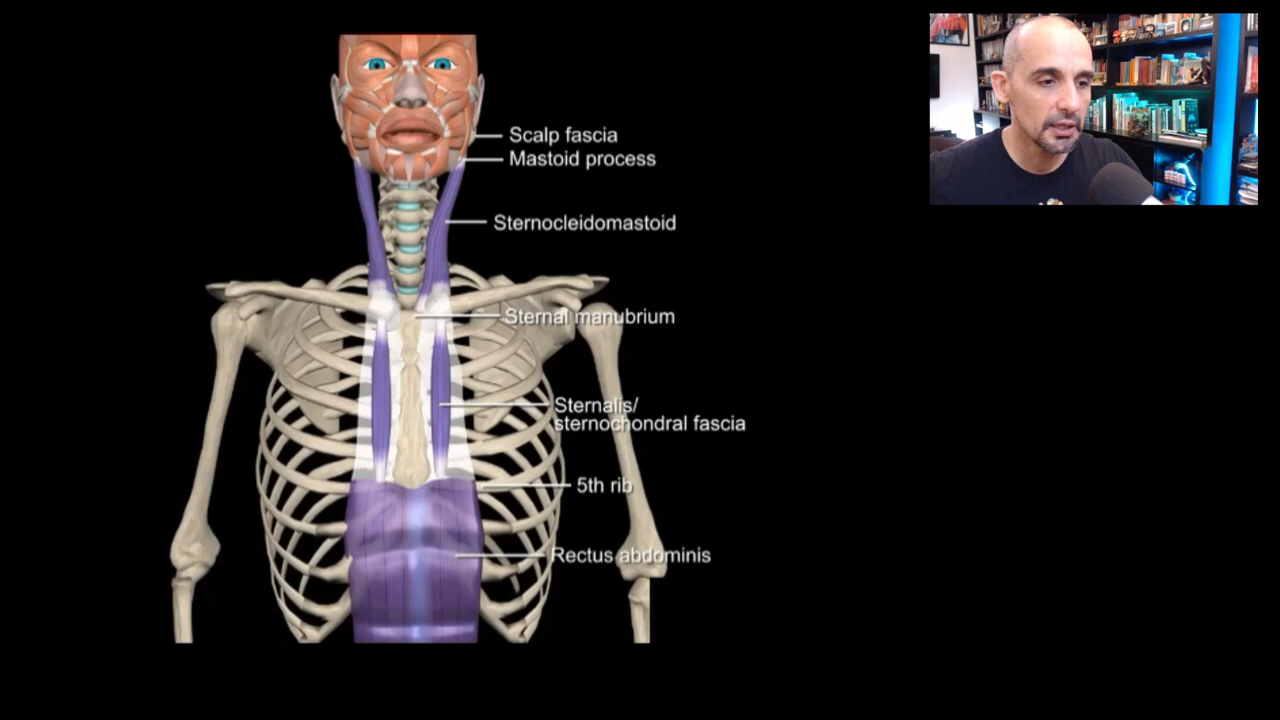 Scalp fascia
Mastoid process
Sternocleidomastoid
Sternal manubrium
Sternalis/
sternochondral fascia
5th rib
Rectus abdominis